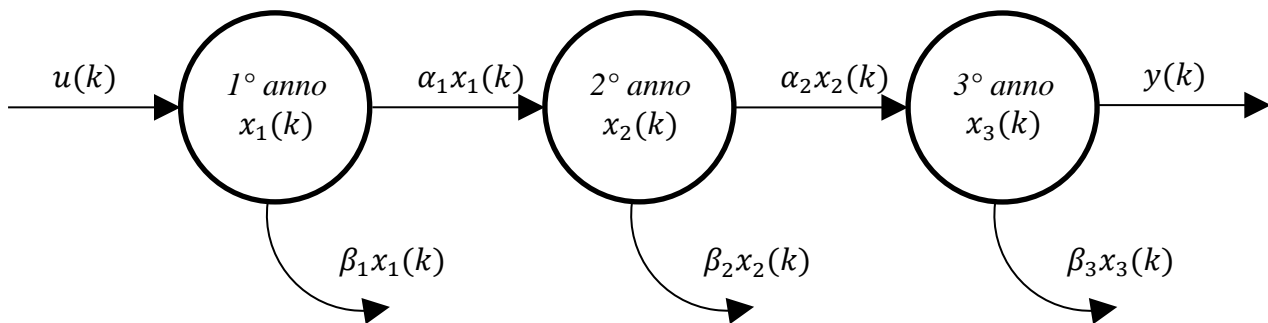 u(k)
1° anno
x₁(k)
α₁x₁(k)
2° anno
x₂(k)
α₂x₂(k)
3° anno
x₃(k)
y(k)
β₁x₁(k)
β₂x₂(k)
β₃x₃(k)